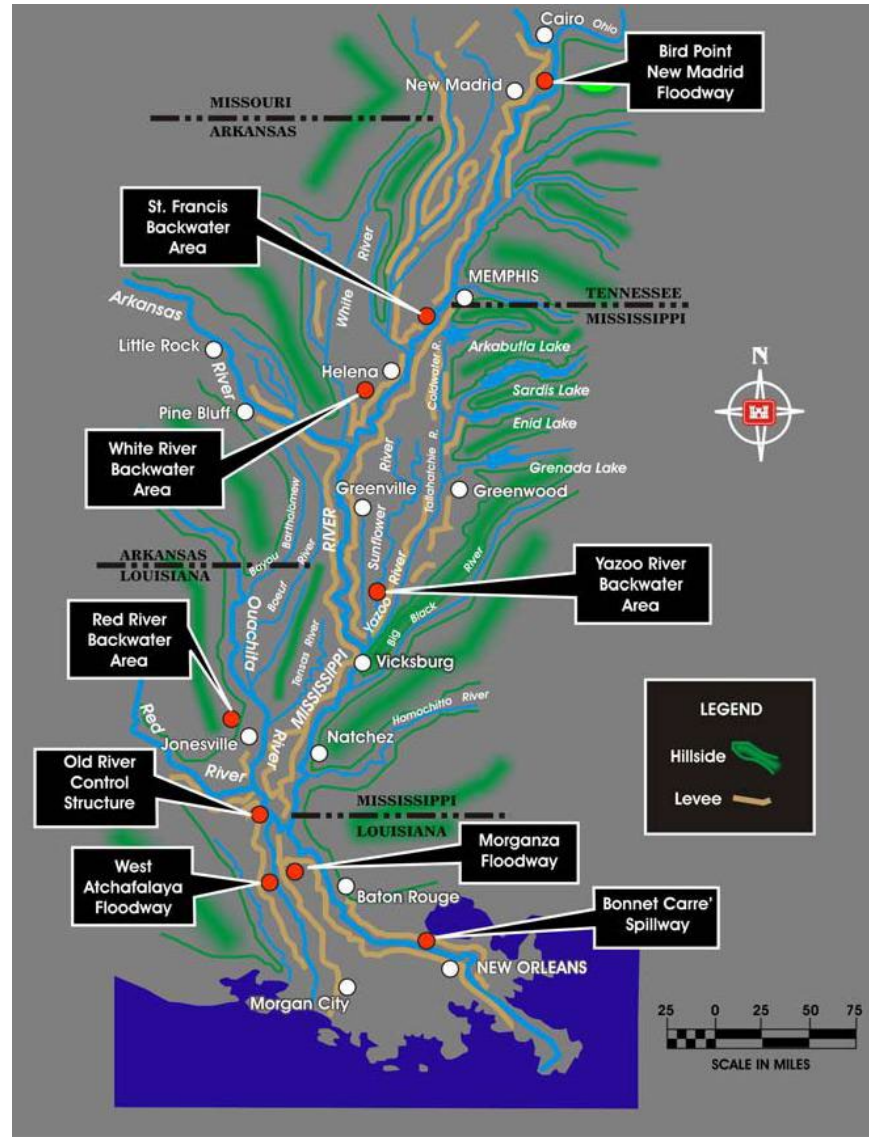 Cairo
Ohio
Bird Point
New Madrid
Floodway
New Madrid
MISSOURI
ARKANSAS
St. Francis
Backwater
Area
White River
MEMPHIS
TENNESSEE
MISSISSIPPI
Arkansas
River
Little Rock
Helena
Coldwater R.
Arkabutla Lake
Sardis Lake
Enid Lake
Grenada Lake
N
Pine Bluff
White River
Backwater
Area
Greenville
Greenwood
Tallahatchie R.
Sunflower River
RIVER
Bayou Bartholomew
Boeuf River
ARKANSAS
LOUISIANA
Ouachita
Tensas River
Yazoo River
Big Black River
Yazoo River
Backwater
Area
Red River
Backwater
Area
MISSISSIPPI
Vicksburg
Homochitto River
Natchez
Jonesville
Red
River
River
Old River
Control
Structure
MISSISSIPPI
LOUISIANA
LEGEND
Hillside
Levee
West
Atchafalaya
Floodway
Morganza
Floodway
Baton Rouge
Bonnet Carre'
Spillway
NEW ORLEANS
Morgan City
25 0 25 50 75
SCALE IN MILES